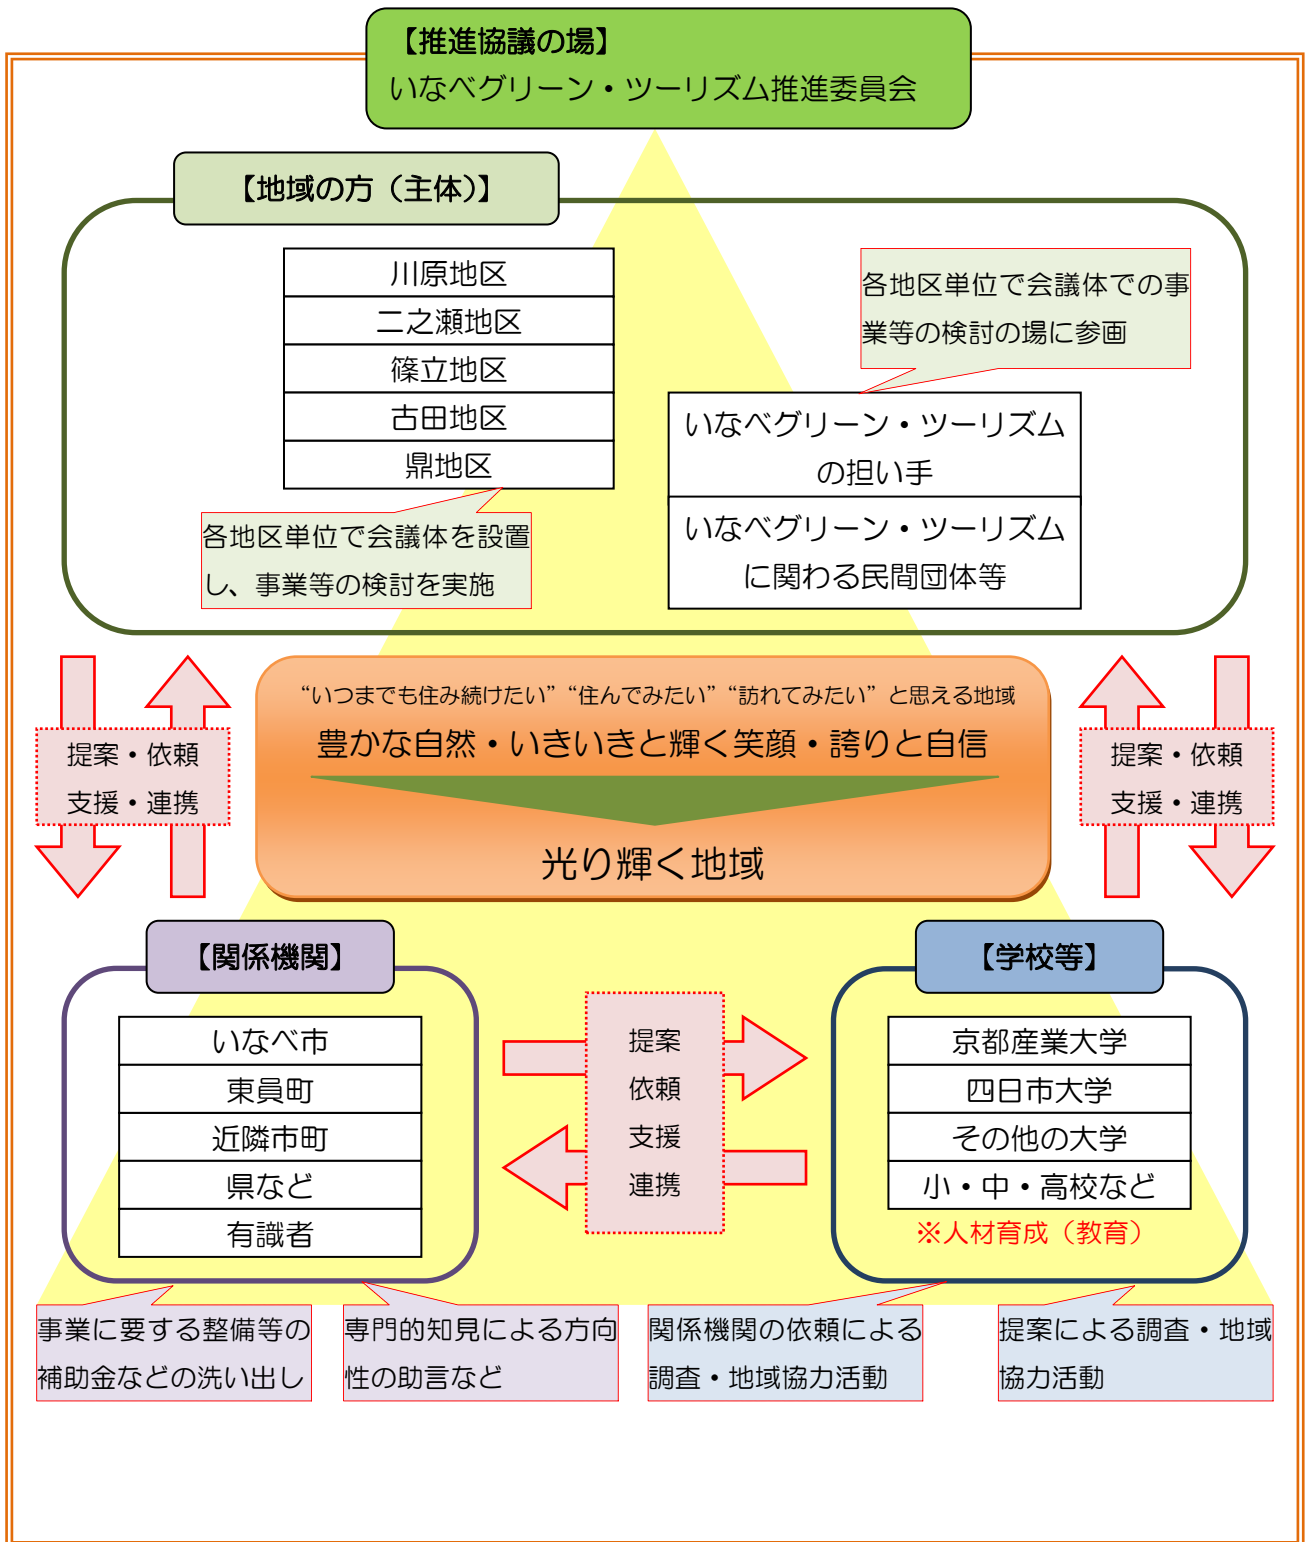 【推進協議の場】
いなべグリーン・ツーリズム推進委員会
【地域の方（主体）】
川原地区
二之瀬地区
篠立地区
古田地区
鼎地区
各地区単位で会議体を設置
し、事業等の検討を実施
各地区単位で会議体での事
業等の検討の場に参画
いなべグリーン・ツーリズム
の担い手
いなべグリーン・ツーリズム
に関わる民間団体等
提案・依頼
支援・連携
“いつまでも住み続けたい”“住んでみたい”“訪れてみたい”と思える地域
豊かな自然・いきいきと輝く笑顔・誇りと自信
光り輝く地域
提案・依頼
支援・連携
【関係機関】
いなべ市
東員町
近隣市町
県など
有識者
提案
依頼
支援
連携
【学校等】
京都産業大学
四日市大学
その他の大学
小・中・高校など
※人材育成（教育）
事業に要する整備等の
補助金などの洗い出し
専門的知見による方向
性の助言など
関係機関の依頼による
調査・地域協力活動
提案による調査・地域
協力活動